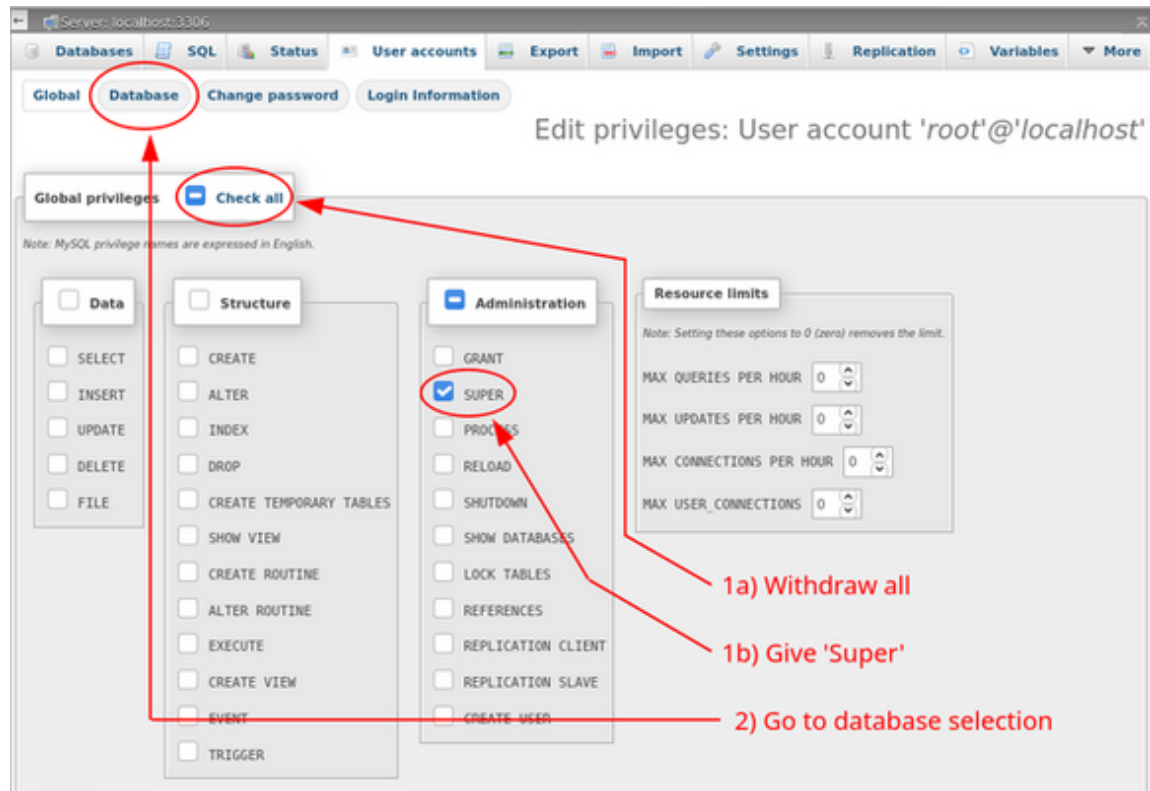 Server: localhost:3306
Databases SQL Status User accounts Export Import Settings Replication Variables More
Global Database Change password Login Information
Edit privileges: User account 'root'@'localhost'
Global privileges Check all
Note: MySQL privilege names are expressed in English.
Data
SELECT
INSERT
UPDATE
DELETE
FILE
Structure
CREATE
ALTER
INDEX
DROP
CREATE TEMPORARY TABLES
SHOW VIEW
CREATE ROUTINE
ALTER ROUTINE
EXECUTE
CREATE VIEW
EVENT
TRIGGER
Administration
GRANT
SUPER
PROCESS
RELOAD
SHUTDOWN
SHOW DATABASES
LOCK TABLES
REFERENCES
REPLICATION CLIENT
REPLICATION SLAVE
CREATE USER
Resource limits
Note: Setting these options to 0 (zero) removes the limit.
MAX QUERIES PER HOUR 0
MAX UPDATES PER HOUR 0
MAX CONNECTIONS PER HOUR 0
MAX USER_CONNECTIONS 0
1a) Withdraw all
1b) Give 'Super'
2) Go to database selection